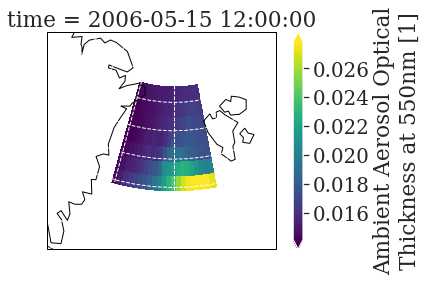 time = 2006-05-15 12:00:00
0.026
0.024
0.022
0.020
0.018
0.016
Ambient Aerosol Optical
Thickness at 550nm [1]